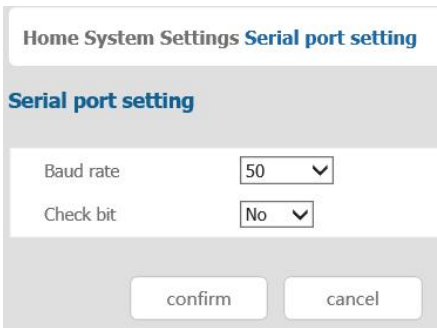 Home System Settings Serial port setting
Serial port setting
Baud rate 50
Check bit No
confirm cancel